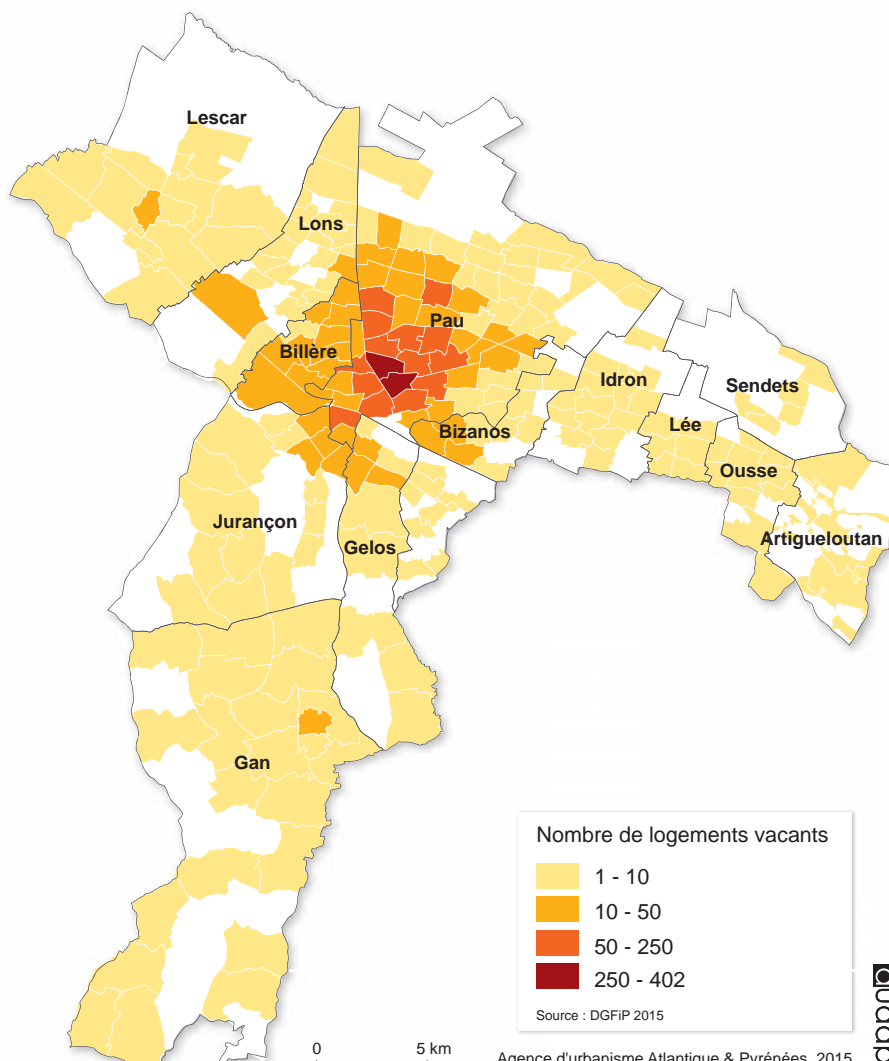 Lescar
Lons
Pau
Billère
Idron
Sendets
Bizanos
Lée
Ousse
Jurançon
Gelos
Artigueloutan
Gan
Nombre de logements vacants
1 - 10
10 - 50
50 - 250
250 - 402
Source : DGFiP 2015
0 5 km
Agence d'urbanisme Atlantique & Pyrénées, 2015